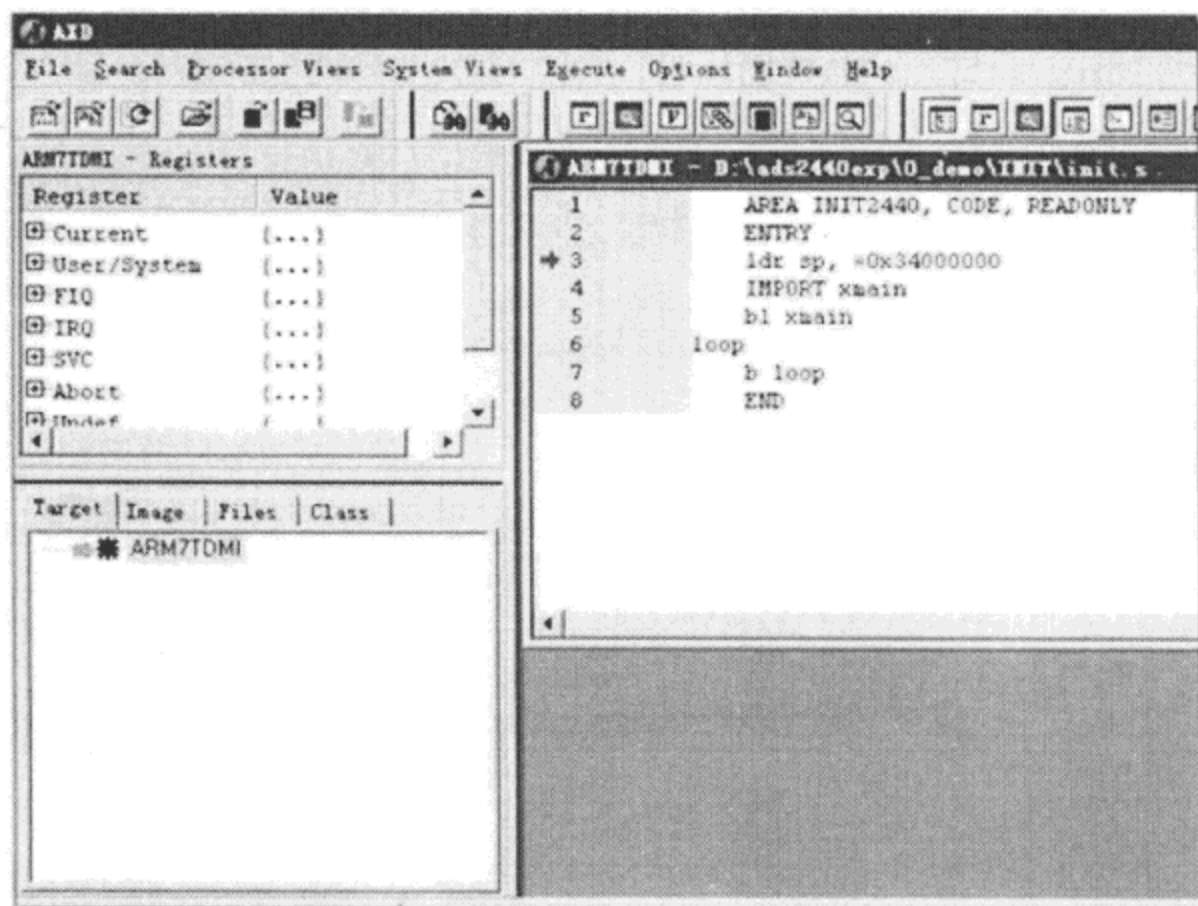 AXD
File Search Processor Views System Views Execute Options Window Help
ARM7TDMI - Registers
Register Value
Current {...}
User/System {...}
FIQ {...}
IRQ {...}
SVC {...}
Abort {...}
Undef {...}
Target Image Files Class
ARM7TDMI
ARM7TDMI - D:\ads2440exp\0_demo\INIT\init.s
1 AREA INIT2440, CODE, READONLY
2 ENTRY
3 ldr sp, =0x34000000
4 IMPORT xmain
5 bl xmain
6 loop
7 b loop
8 END